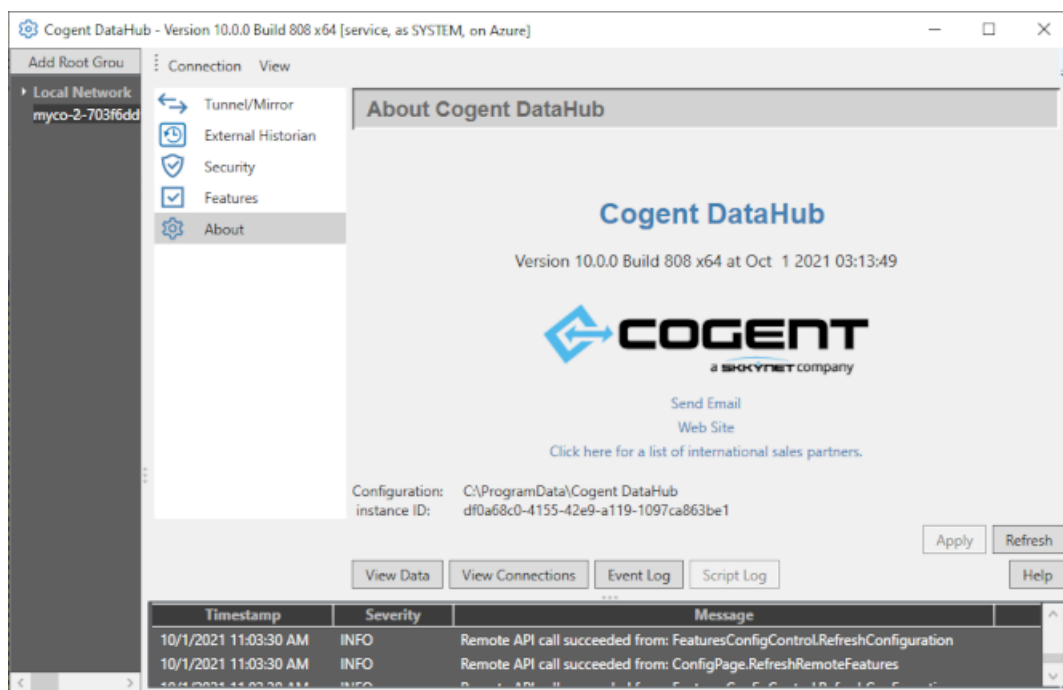 Cogent DataHub - Version 10.0.0 Build 808 x64 [service, as SYSTEM, on Azure]
Add Root Grou
Connection View
Local Network
myco-2-703f6dd
Tunnel/Mirror
External Historian
Security
Features
About
About Cogent DataHub
Cogent DataHub
Version 10.0.0 Build 808 x64 at Oct 1 2021 03:13:49
COGENT
a SKKYNET company
Send Email
Web Site
Click here for a list of international sales partners.
Configuration: C:\ProgramData\Cogent DataHub
instance ID: df0a68c0-4155-42e9-a119-1097ca863be1
Apply Refresh
View Data View Connections Event Log Script Log Help
Timestamp Severity Message
10/1/2021 11:03:30 AM INFO Remote API call succeeded from: FeaturesConfigControl.RefreshConfiguration
10/1/2021 11:03:30 AM INFO Remote API call succeeded from: ConfigPage.RefreshRemoteFeatures